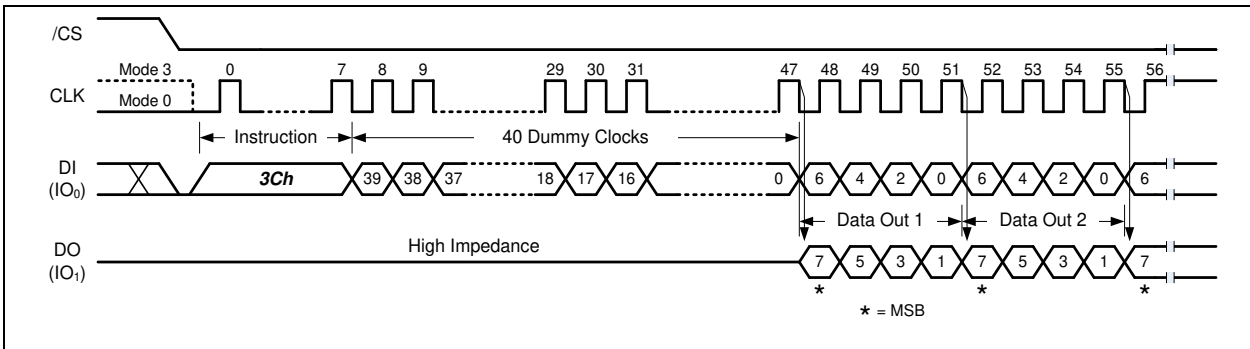 /CS
Mode 3 0 7 8 9 29 30 31 47 48 49 50 51 52 53 54 55 56
CLK
Mode 0
Instruction 40 Dummy Clocks
DI 3Ch 39 38 37 18 17 16 0 6 4 2 0 6 4 2 0 6
(IO0)
Data Out 1 Data Out 2
High Impedance
DO 7 5 3 1 7 5 3 1 7
(IO1)
* * *
* = MSB